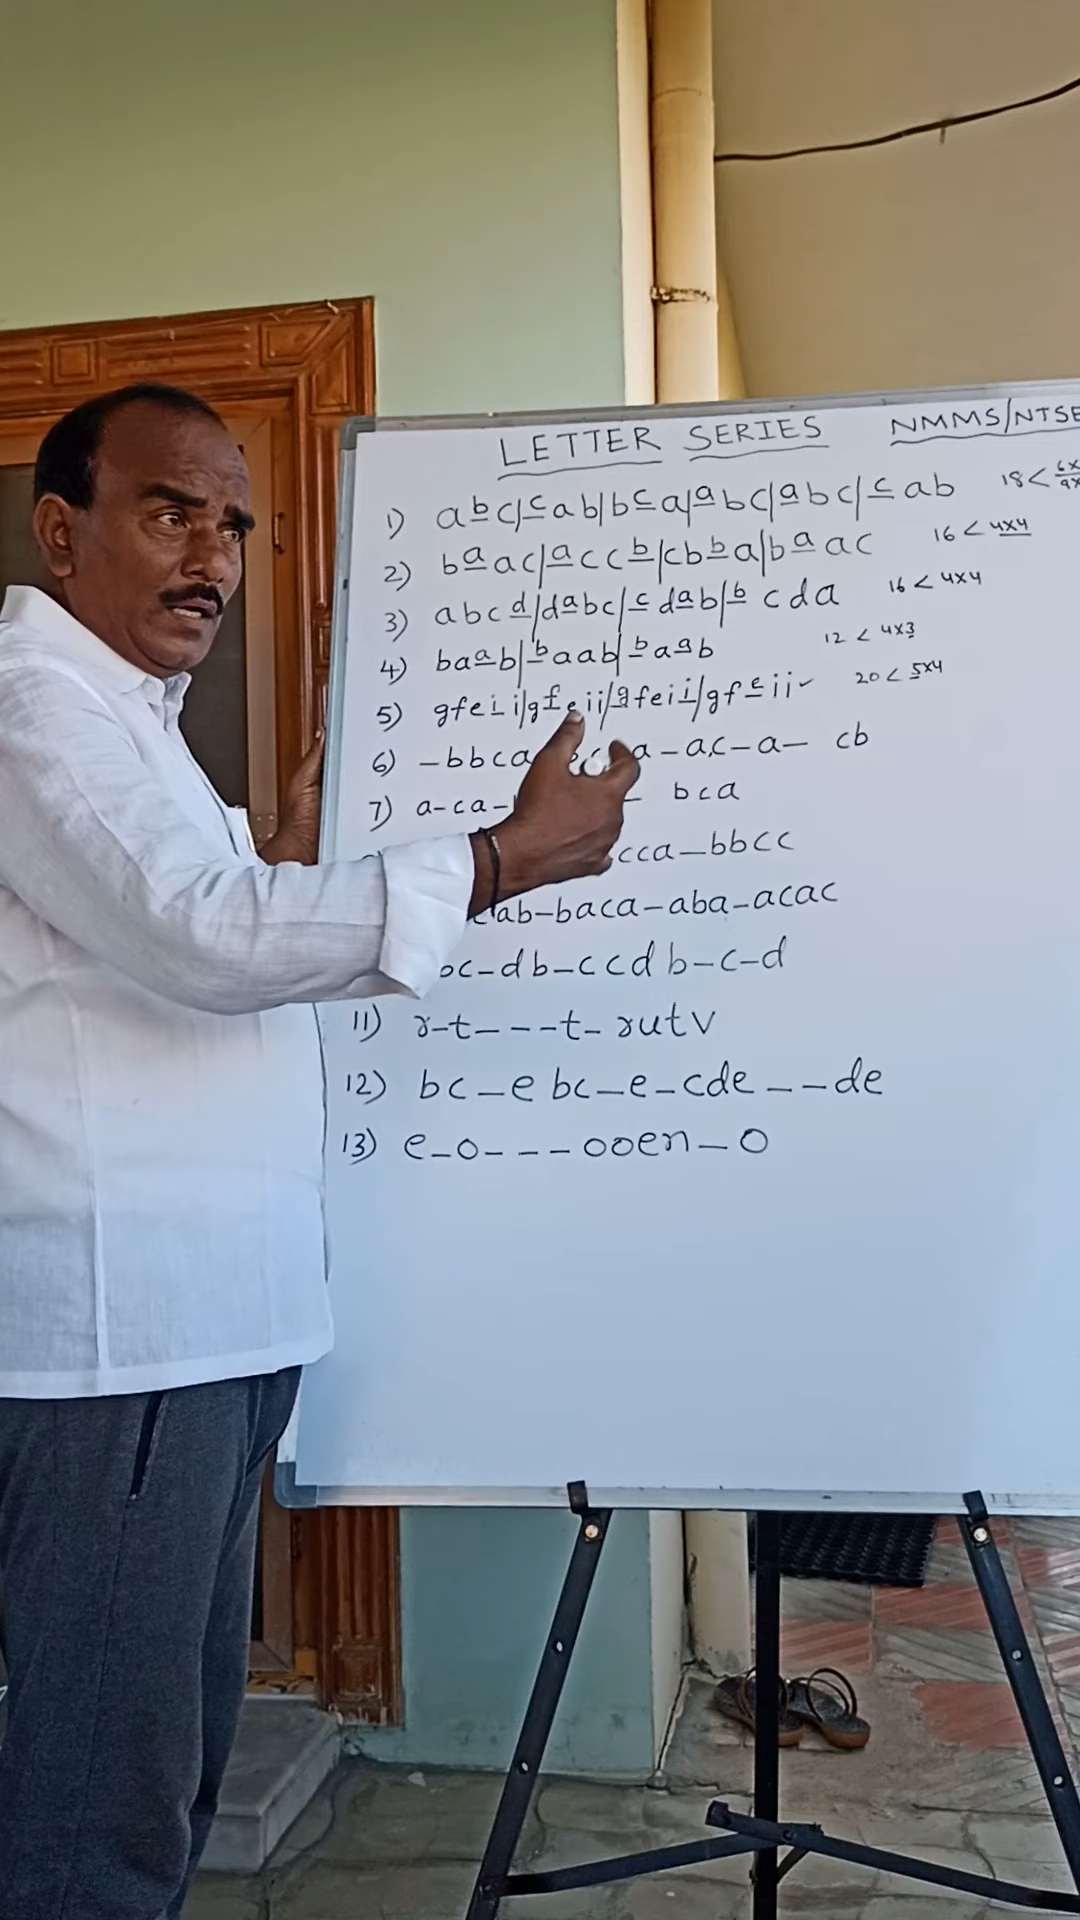 LETTER SERIES NMMS/NTSE
1) abc/cab/bca/abc/abc/cab 18<
2) baac/accb/cbba/baac 16<4x4
3) abcd/dabc/cdab/bcda 16<4x4
4) baab/baab/baab 12<4x3
5) gfeii/gfeii/gfeii/gfeii 20<5x4
6) -bbca a-ac-a- cb
7) a-ca- bca
cca-bbcc
ab-baca-aba-acac
c-db-ccdb-c-d
11) r-t----t-rutv
12) bc-ebc-e-cde--de
13) e-o---ooen-o